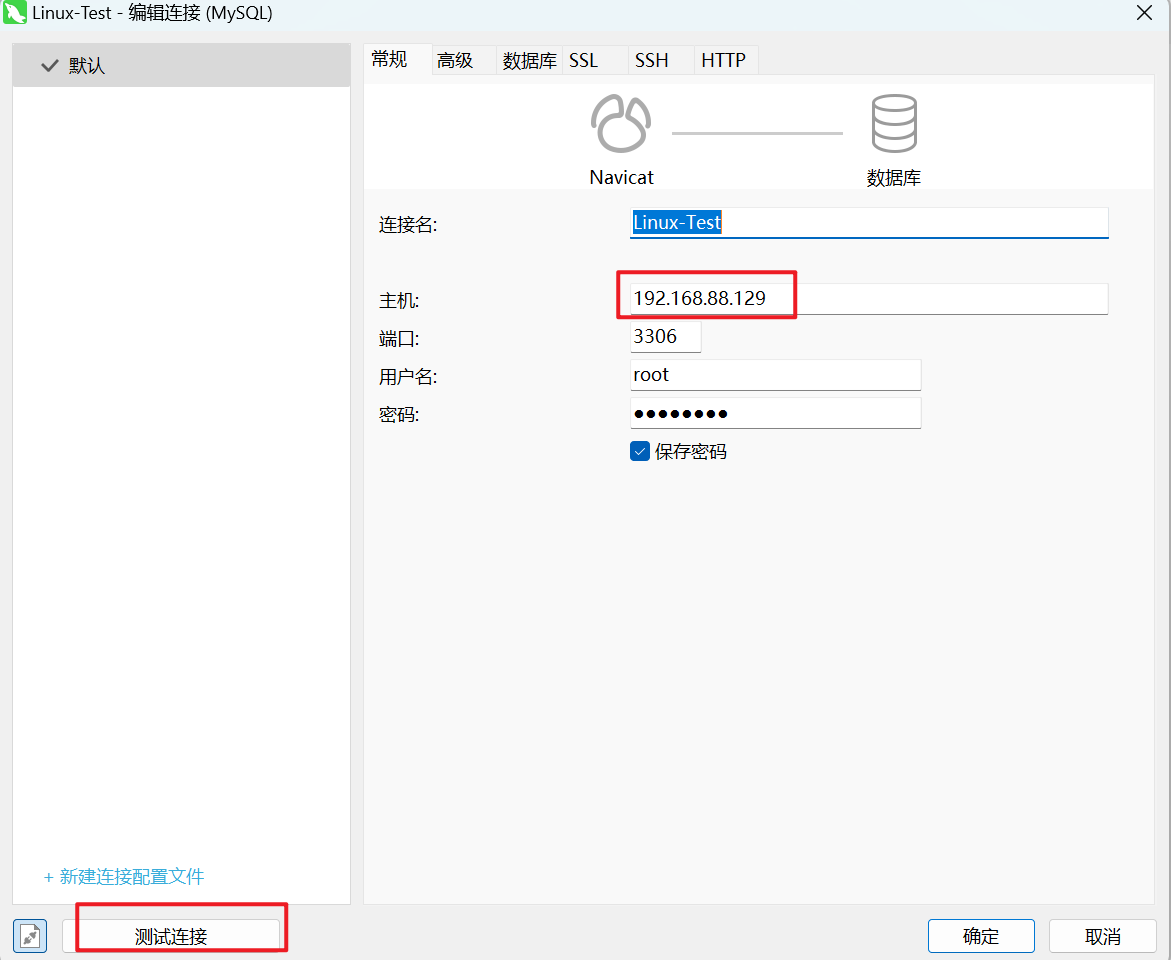 Linux-Test - 编辑连接 (MySQL)
默认
常规 高级 数据库 SSL SSH HTTP
Navicat 数据库
连接名: Linux-Test
主机: 192.168.88.129
端口: 3306
用户名: root
密码: ●●●●●●●●
保存密码
+ 新建连接配置文件
测试连接 确定 取消